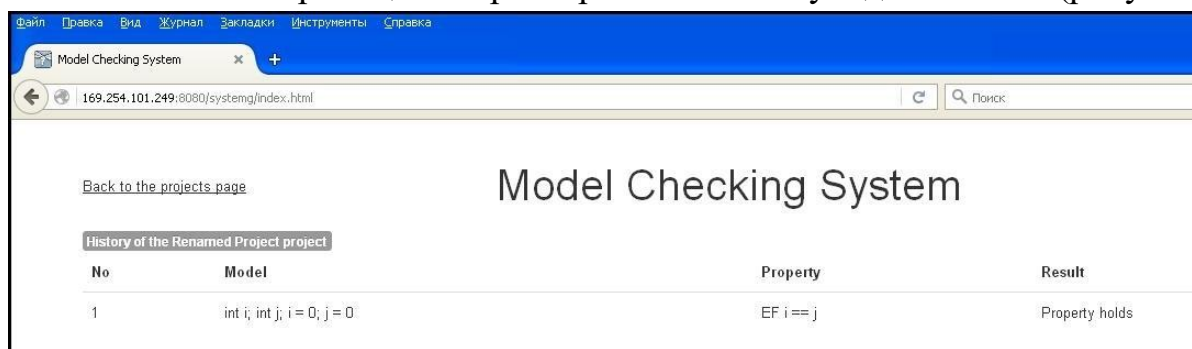 Файл Правка Вид Журнал Закладки Инструменты Справка
Model Checking System × +
169.254.101.249:8080/systemg/index.html Поиск
Back to the projects page
Model Checking System
History of the Renamed Project project
No Model Property Result
1 int i; int j; i = 0; j = 0 EF i == j Property holds